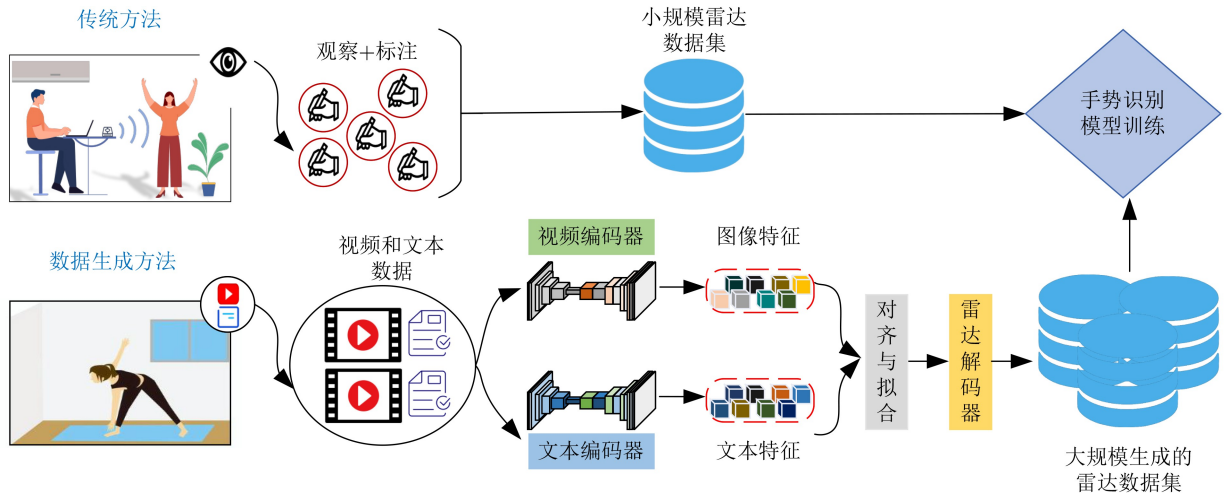 传统方法
观察+标注
小规模雷达
数据集
手势识别
模型训练
数据生成方法
视频和文本
数据
视频编码器
图像特征
文本编码器
文本特征
对齐与拟合
雷达解码器
大规模生成的
雷达数据集